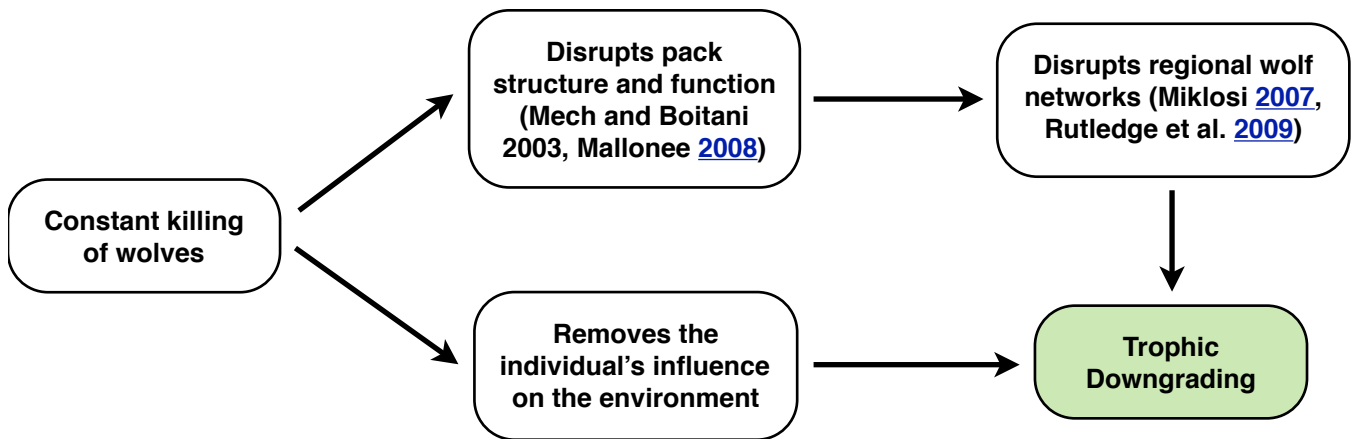 Constant killing
of wolves
Disrupts pack
structure and function
(Mech and Boitani
2003, Mallonee 2008)
Disrupts regional wolf
networks (Miklosi 2007,
Rutledge et al. 2009)
Removes the
individual’s influence
on the environment
Trophic
Downgrading